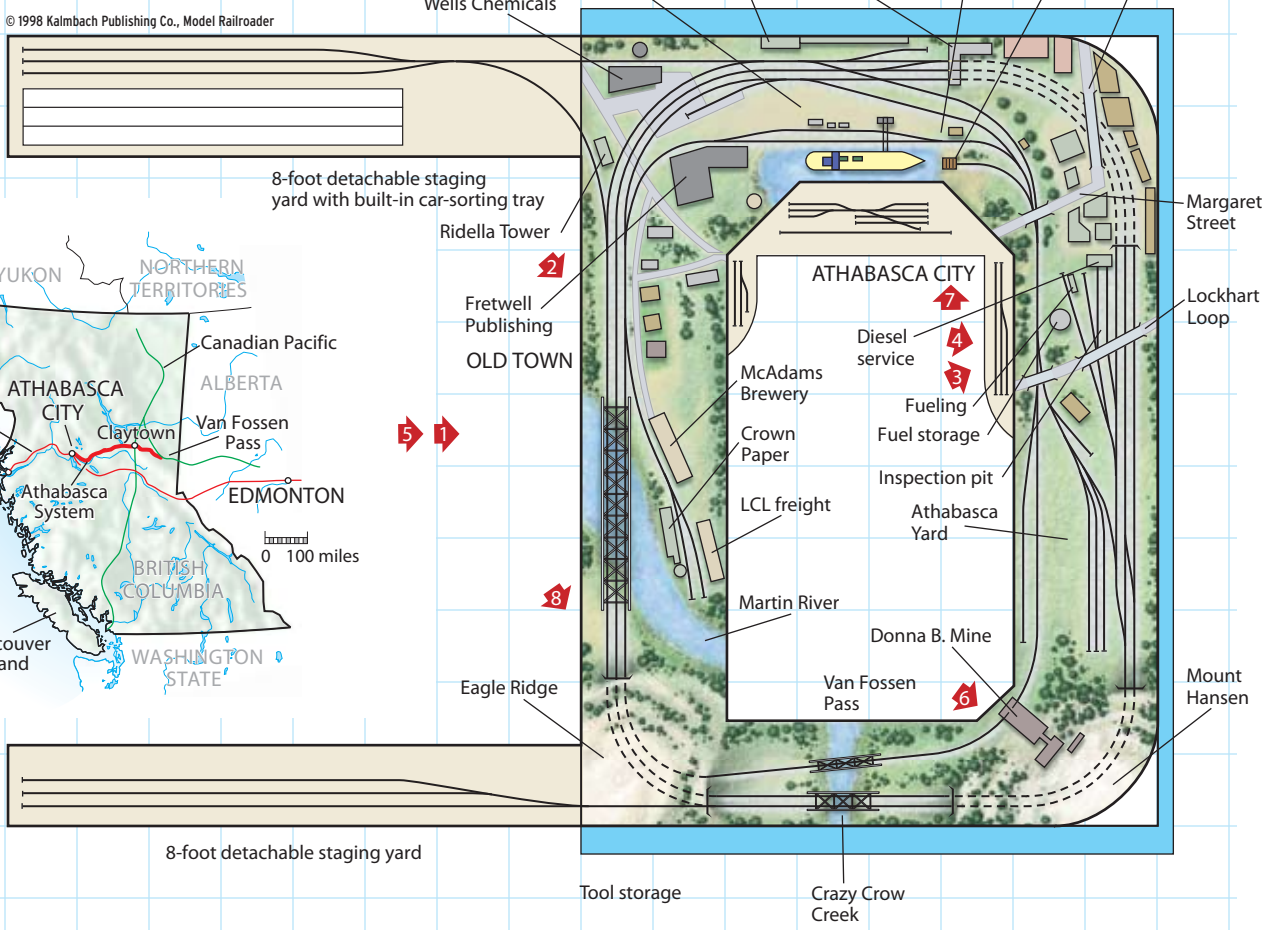 Wells Chemicals
© 1998 Kalmbach Publishing Co., Model Railroader
8-foot detachable staging
yard with built-in car-sorting tray
Ridella Tower
2
Fretwell
Publishing
OLD TOWN
Margaret
Street
Lockhart
Loop
ATHABASCA CITY
7
Diesel
service
4
3
Fueling
Fuel storage
Inspection pit
Athabasca
Yard
McAdams
Brewery
Crown
Paper
LCL freight
Martin River
Donna B. Mine
Van Fossen
Pass
6
Mount
Hansen
5
1
8
Eagle Ridge
YUKON
NORTHERN
TERRITORIES
Canadian Pacific
ALBERTA
ATHABASCA
CITY
Claytown
Van Fossen
Pass
Athabasca
System
EDMONTON
0 100 miles
BRITISH
COLUMBIA
WASHINGTON
STATE
couver
and
8-foot detachable staging yard
Tool storage
Crazy Crow
Creek